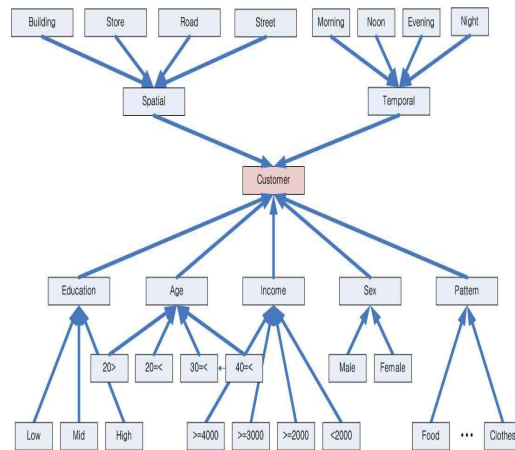 Building Store Road Street Morning Noon Evening Night
Spatial Temporal
Customer
Education Age Income Sex Pattern
20> 20=< 30=< 40=< Male Female
Low Mid High >=4000 >=3000 >=2000 <2000 Food ••• Clothes